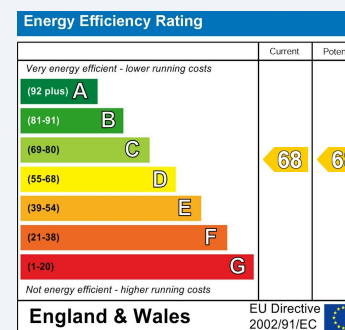 Energy Efficiency Rating
Current
Very energy efficient - lower running costs
(92 plus) A
(81-91) B
(69-80) C
68
(55-68) D
(39-54) E
(21-38) F
(1-20) G
Not energy efficient - higher running costs
England & Wales
EU Directive
2002/91/EC